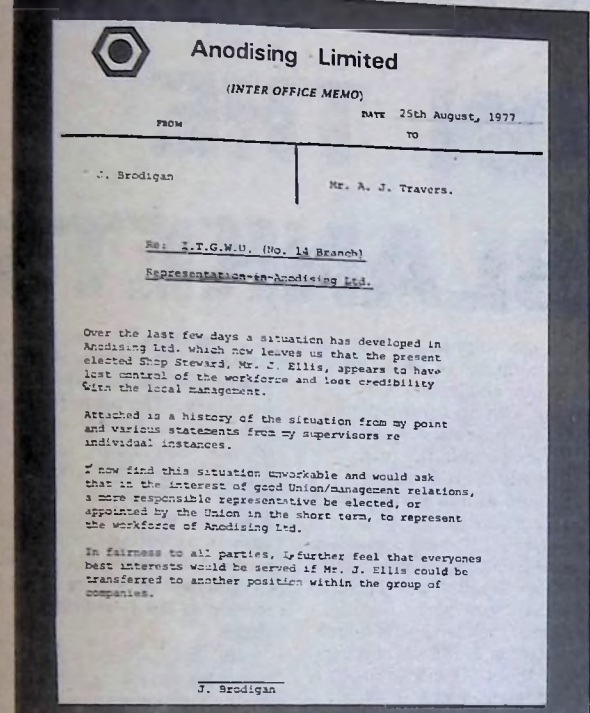 Anodising Limited
(INTER OFFICE MEMO)
DATE 25th August, 1977
FROM
TO
J. Brodigan
Mr. A. J. Travers.
Re: I.T.G.W.U. (No. 14 Branch)
Representation-in-Anodising Ltd.
Over the last few days a situation has developed in
Anodising Ltd. which now leaves us that the present
elected Shop Steward, Mr. J. Ellis, appears to have
lost control of the workforce and lost credibility
with the local management.
Attached is a history of the situation from my point
and various statements from my supervisors re
individual instances.
I now find this situation unworkable and would ask
that in the interest of good Union/management relations,
a more responsible representative be elected, or
appointed by the Union in the short term, to represent
the workforce of Anodising Ltd.
In fairness to all parties, I further feel that everyones
best interests would be served if Mr. J. Ellis could be
transferred to another position within the group of
companies.
J. Brodigan